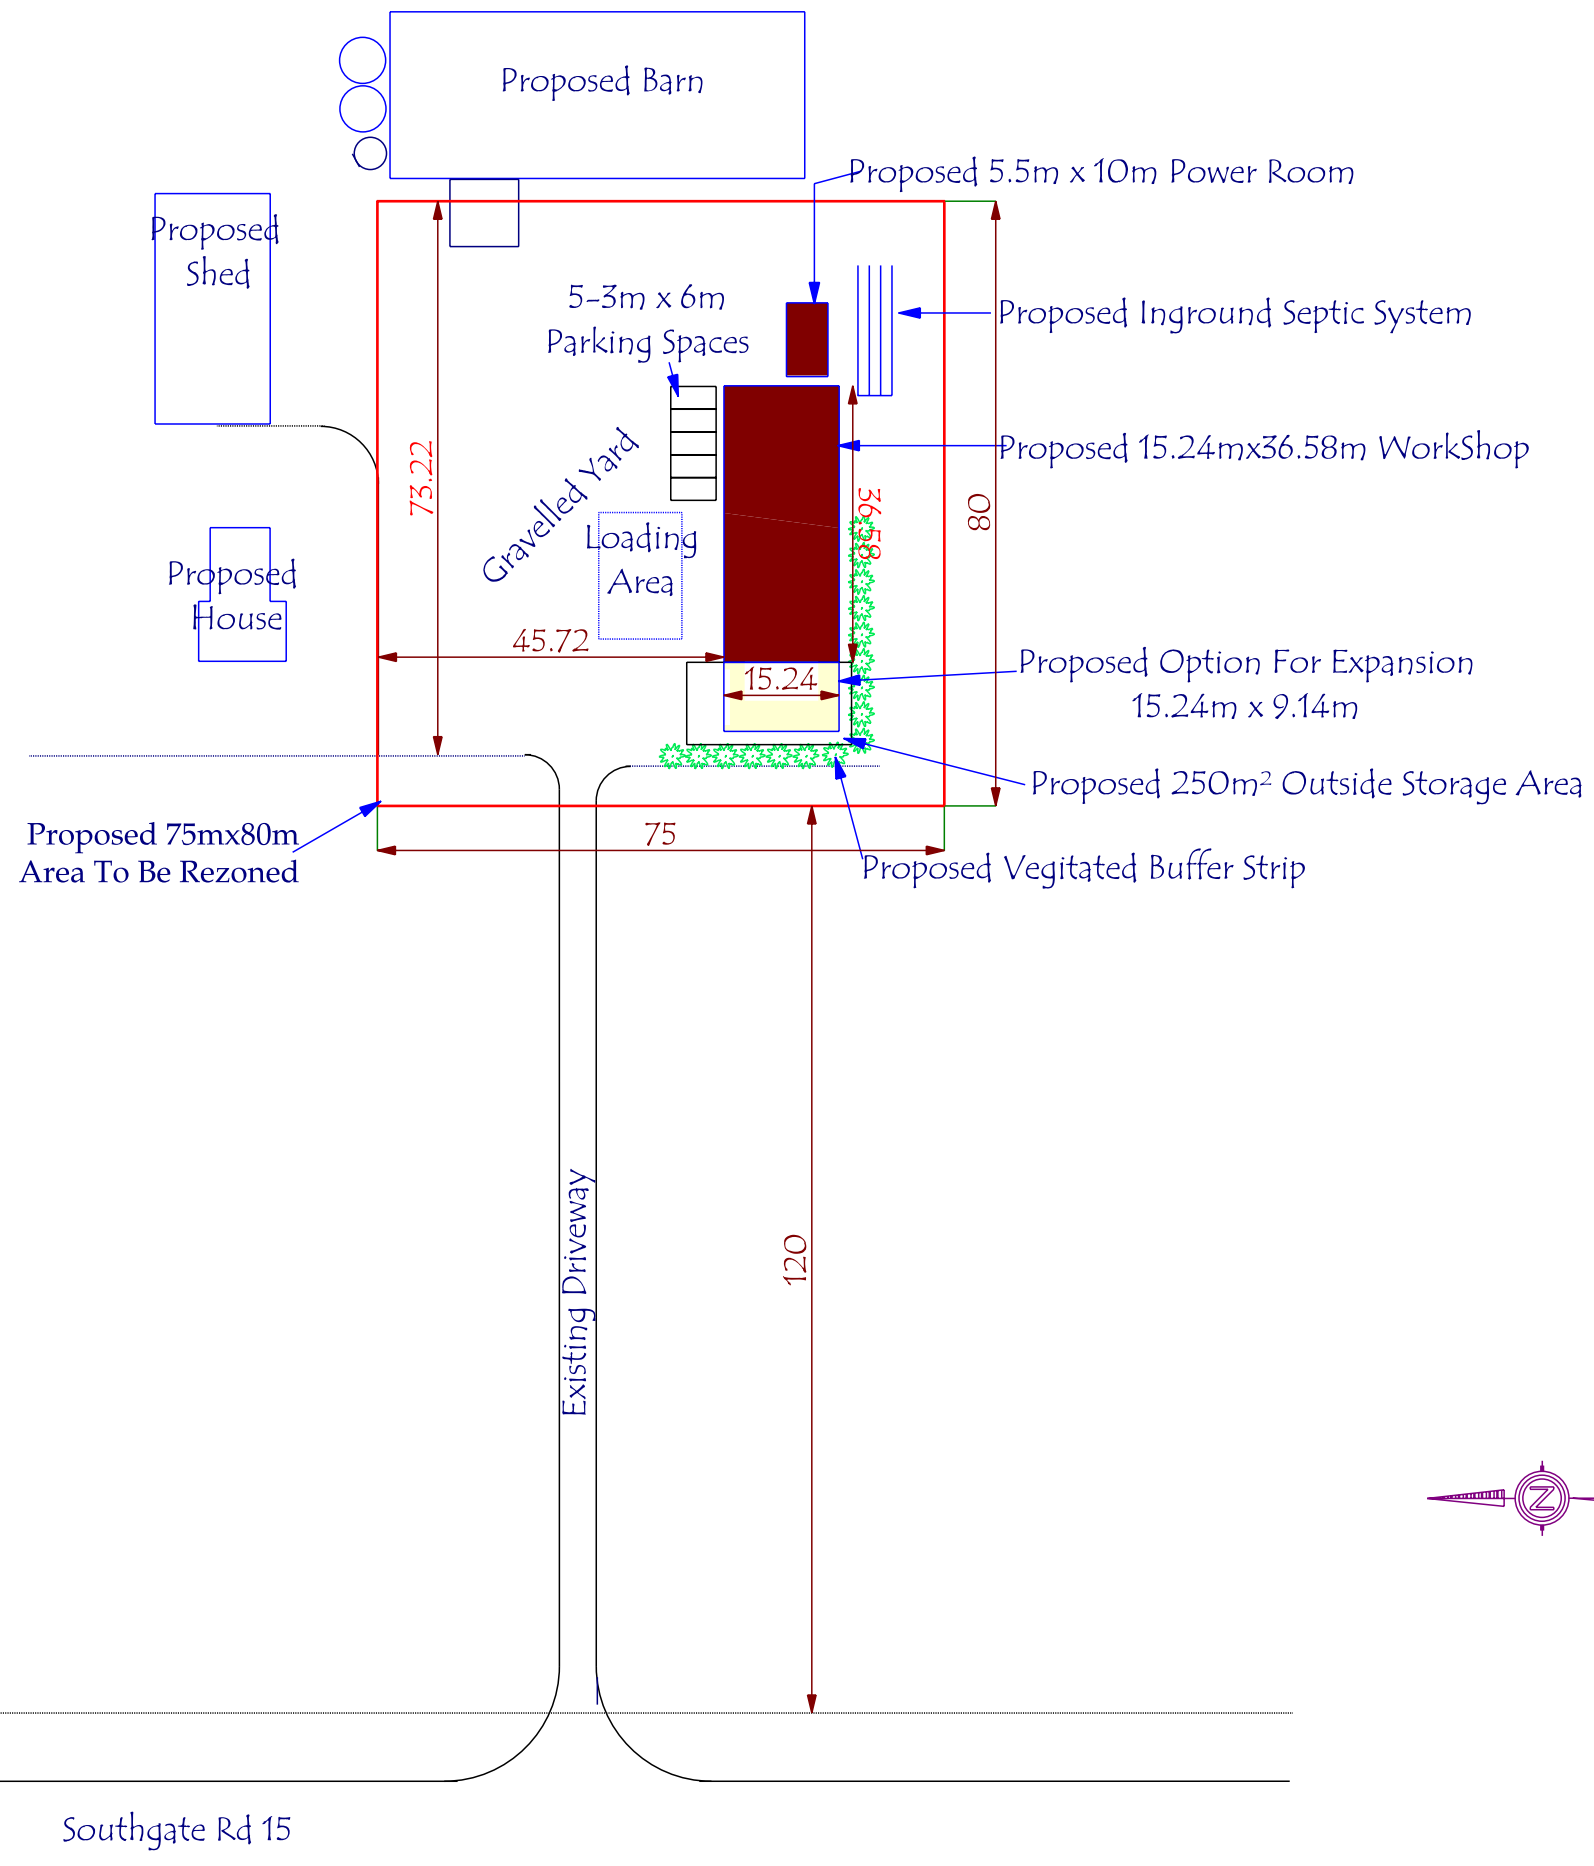 Proposed Barn
Proposed 5.5m x 10m Power Room
Proposed
Shed
5-3m x 6m
Parking Spaces
Proposed Inground Septic System
Proposed 15.24mx36.58m WorkShop
73.22
Gravelled Yard
36.58
80
Loading
Area
Proposed
House
45.72
15.24
Proposed Option For Expansion
15.24m x 9.14m
Proposed 250m² Outside Storage Area
Proposed 75mx80m
Area To Be Rezoned
75
Proposed Vegitated Buffer Strip
Existing Driveway
120
N
Southgate Rd 15